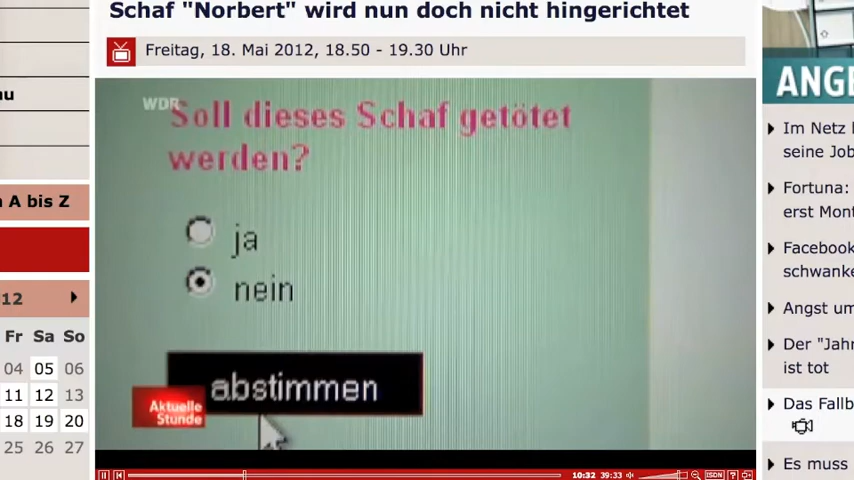 Schaf "Norbert" wird nun doch nicht hingerichtet
Freitag, 18. Mai 2012, 18.50 - 19.30 Uhr
WDR
Soll dieses Schaf getötet
werden?
ja
nein
abstimmen
Aktuelle
Stunde
10:32 39:33 ISDN ?
A bis Z
12
Fr Sa So
04 05 06
11 12 13
18 19 20
25 26 27
ANGE
Im Netz
seine Job
Fortuna:
erst Mont
Facebook
schwanke
Angst um
Der "Jahr
ist tot
Das Fallb
Es muss